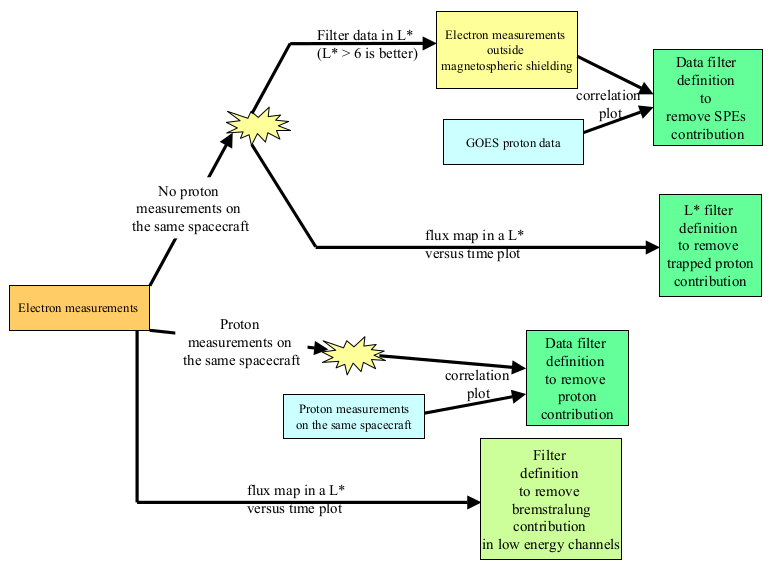 Filter data in L*
(L* > 6 is better)
Electron measurements
outside
magnetospheric shielding
Data filter
definition
to
remove SPEs
contribution
correlation
plot
GOES proton data
No proton
measurements on
the same spacecraft
flux map in a L*
versus time plot
L* filter
definition
to remove
trapped proton
contribution
Electron measurements
Proton
measurements on
the same spacecraft
Data filter
definition
to remove
proton
contribution
correlation
plot
Proton measurements
on the same spacecraft
Filter
definition
to remove
bremstralung
contribution
in low energy channels
flux map in a L*
versus time plot